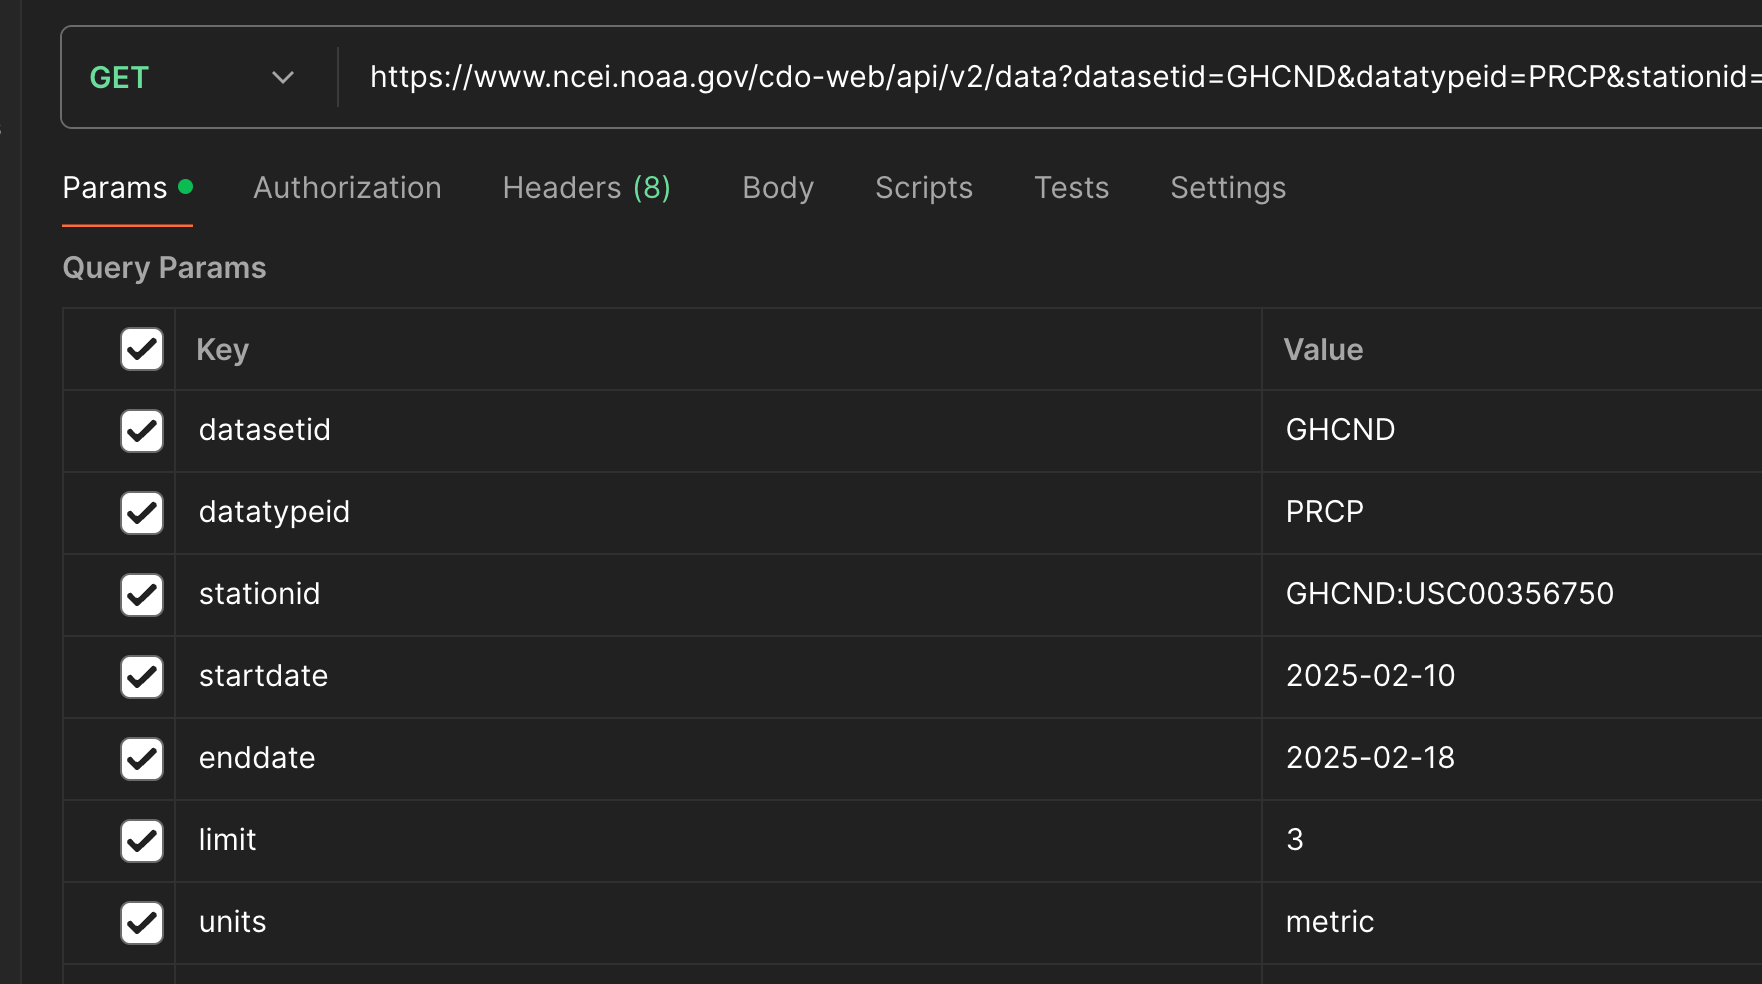 GET https://www.ncei.noaa.gov/cdo-web/api/v2/data?datasetid=GHCND&datatypeid=PRCP&stationid=
Params Authorization Headers (8) Body Scripts Tests Settings
Query Params
Key Value
datasetid GHCND
datatypeid PRCP
stationid GHCND:USC00356750
startdate 2025-02-10
enddate 2025-02-18
limit 3
units metric